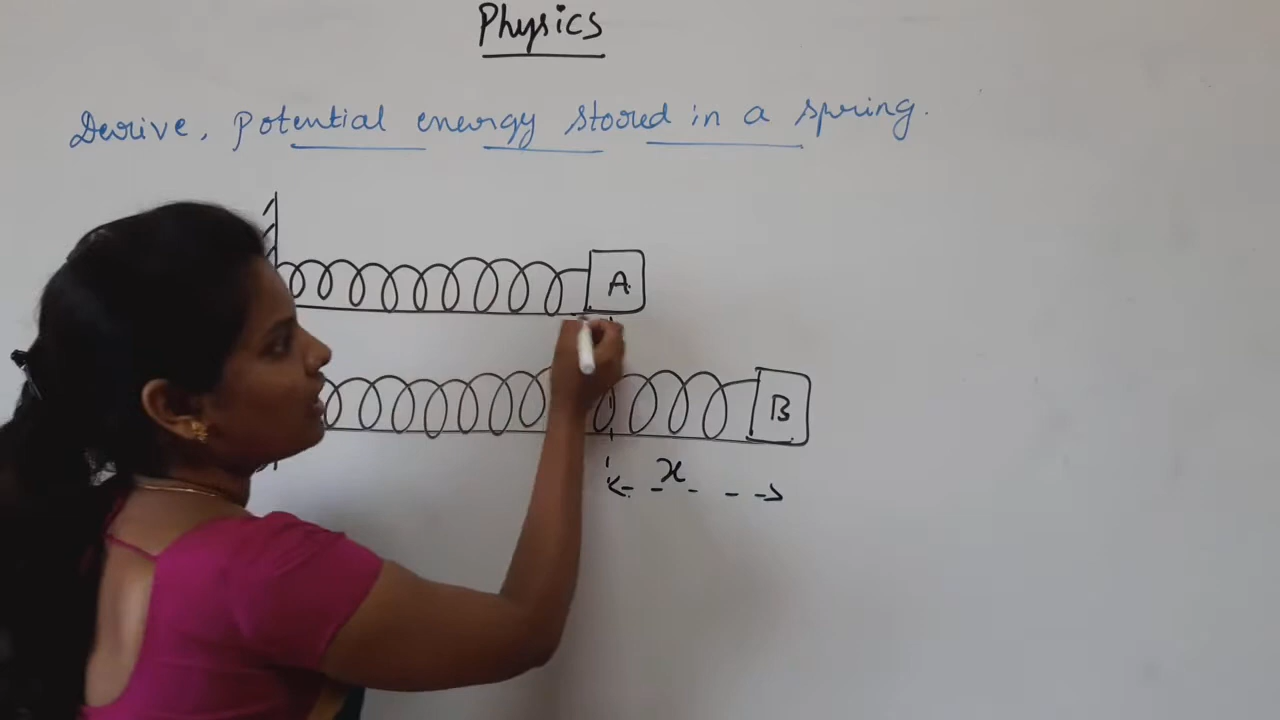 Physics
Derive, potential energy stored in a spring.
A
B
x